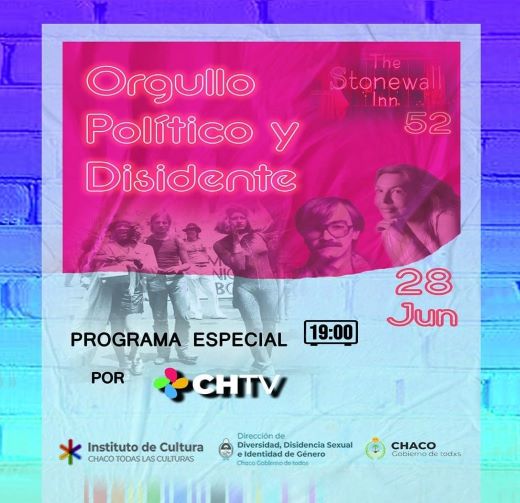 Orgullo
Político y
Disidente
The
Stonewall
Inn
52
28
Jun
PROGRAMA ESPECIAL 19:00
POR CHTV
Instituto de Cultura
CHACO TODAS LAS CULTURAS
Dirección de
Diversidad, Disidencia Sexual
e Identidad de Género
Chaco Gobierno de todos
CHACO
Gobierno de todxs